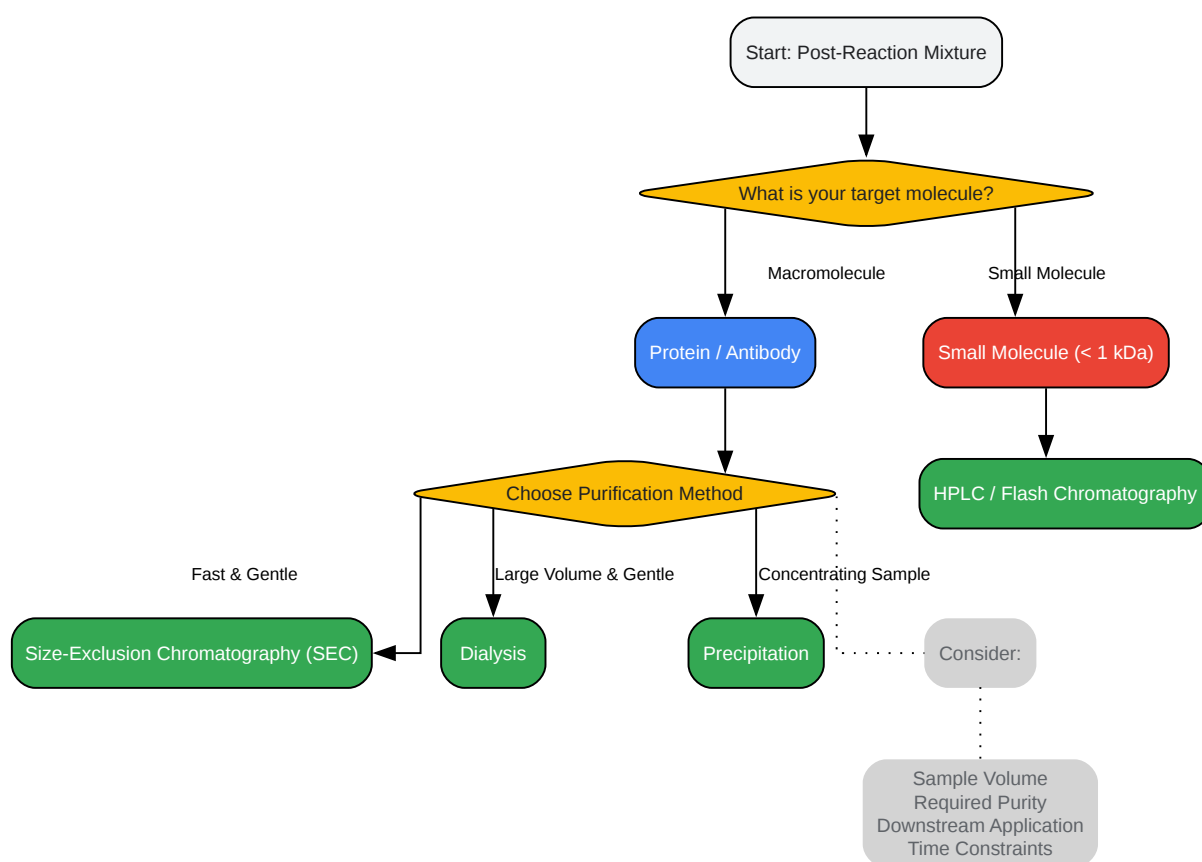 Start: Post-Reaction Mixture
What is your target molecule?
Macromolecule
Small Molecule
Protein / Antibody
Small Molecule (< 1 kDa)
Choose Purification Method
HPLC / Flash Chromatography
Fast & Gentle
Large Volume & Gentle
Concentrating Sample
Size-Exclusion Chromatography (SEC)
Dialysis
Precipitation
Consider:
Sample Volume
Required Purity
Downstream Application
Time Constraints